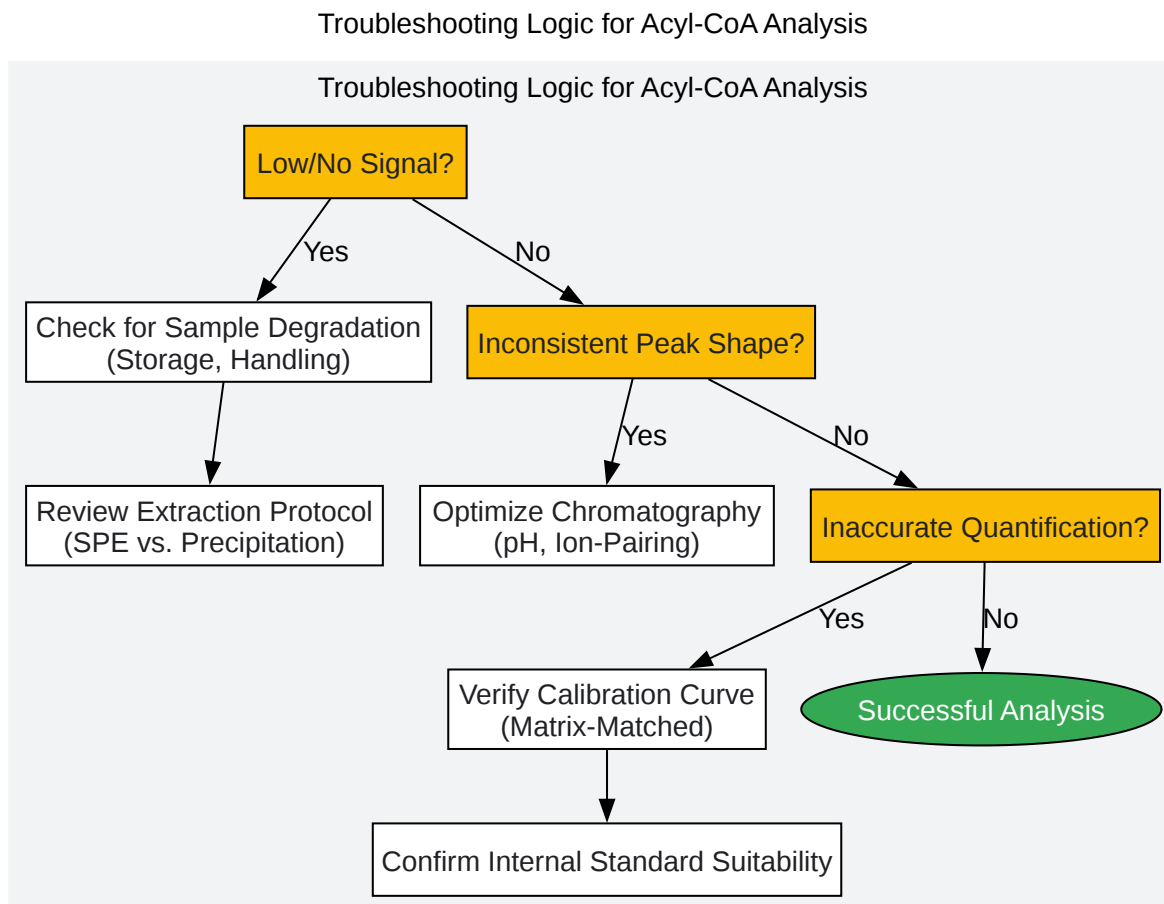 Troubleshooting Logic for Acyl-CoA Analysis
Troubleshooting Logic for Acyl-CoA Analysis
Low/No Signal?
Yes
No
Check for Sample Degradation
(Storage, Handling)
Inconsistent Peak Shape?
Yes
No
Review Extraction Protocol
(SPE vs. Precipitation)
Optimize Chromatography
(pH, Ion-Pairing)
Inaccurate Quantification?
Yes
No
Verify Calibration Curve
(Matrix-Matched)
Successful Analysis
Confirm Internal Standard Suitability